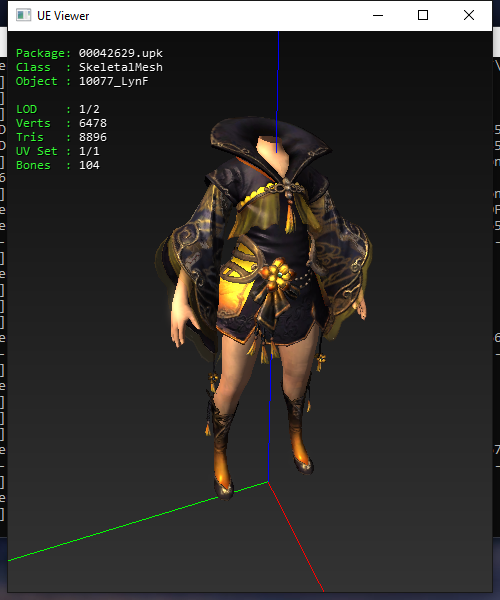 UE Viewer
Package: 00042629.upk
Class : SkeletalMesh
Object : 10077_LynF
LOD : 1/2
Verts : 6478
Tris : 8896
UV Set : 1/1
Bones : 104